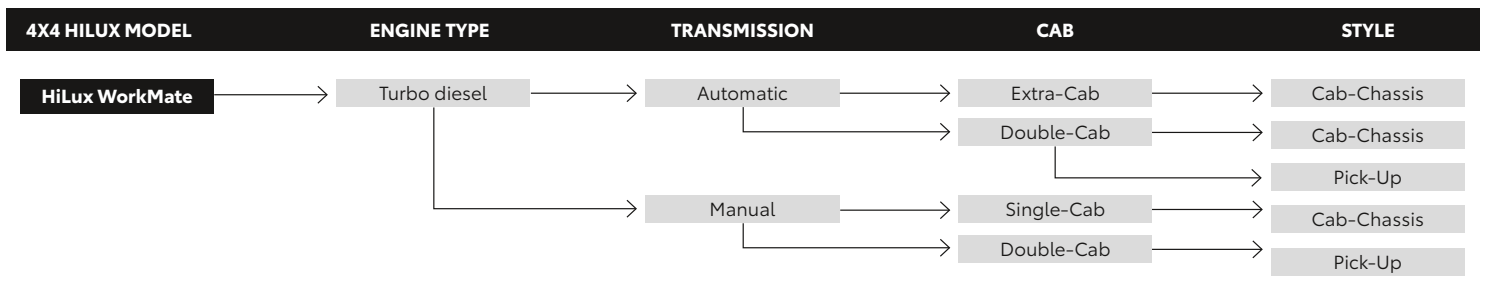 4X4 HILUX MODEL ENGINE TYPE TRANSMISSION CAB STYLE
HiLux WorkMate Turbo diesel Automatic Extra-Cab Cab-Chassis
Double-Cab Cab-Chassis
Pick-Up
Manual Single-Cab Cab-Chassis
Double-Cab Pick-Up